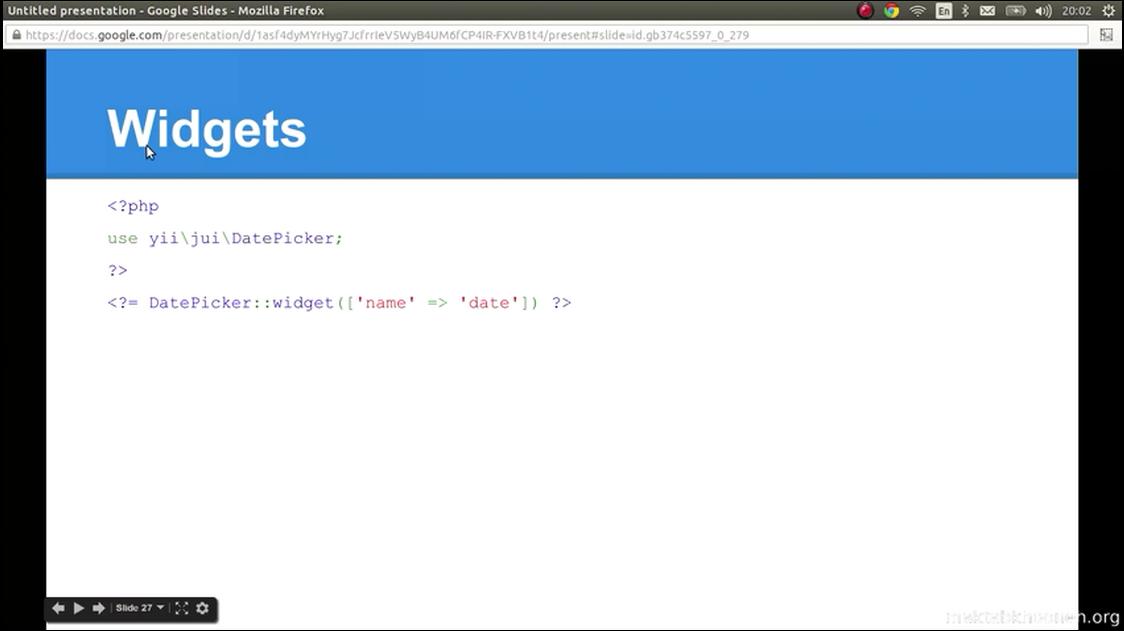 Untitled presentation - Google Slides - Mozilla Firefox
En
20:02
https://docs.google.com/presentation/d/1asf4dyMYrHyg7JcfrrIeV5WyB4UM6fCP4IR-FXVB1t4/present#slide=id.gb374c5597_0_279
Widgets
<?php
use yii\jui\DatePicker;
?>
<?= DatePicker::widget(['name' => 'date']) ?>
Slide 27
maktabkhooneh.org